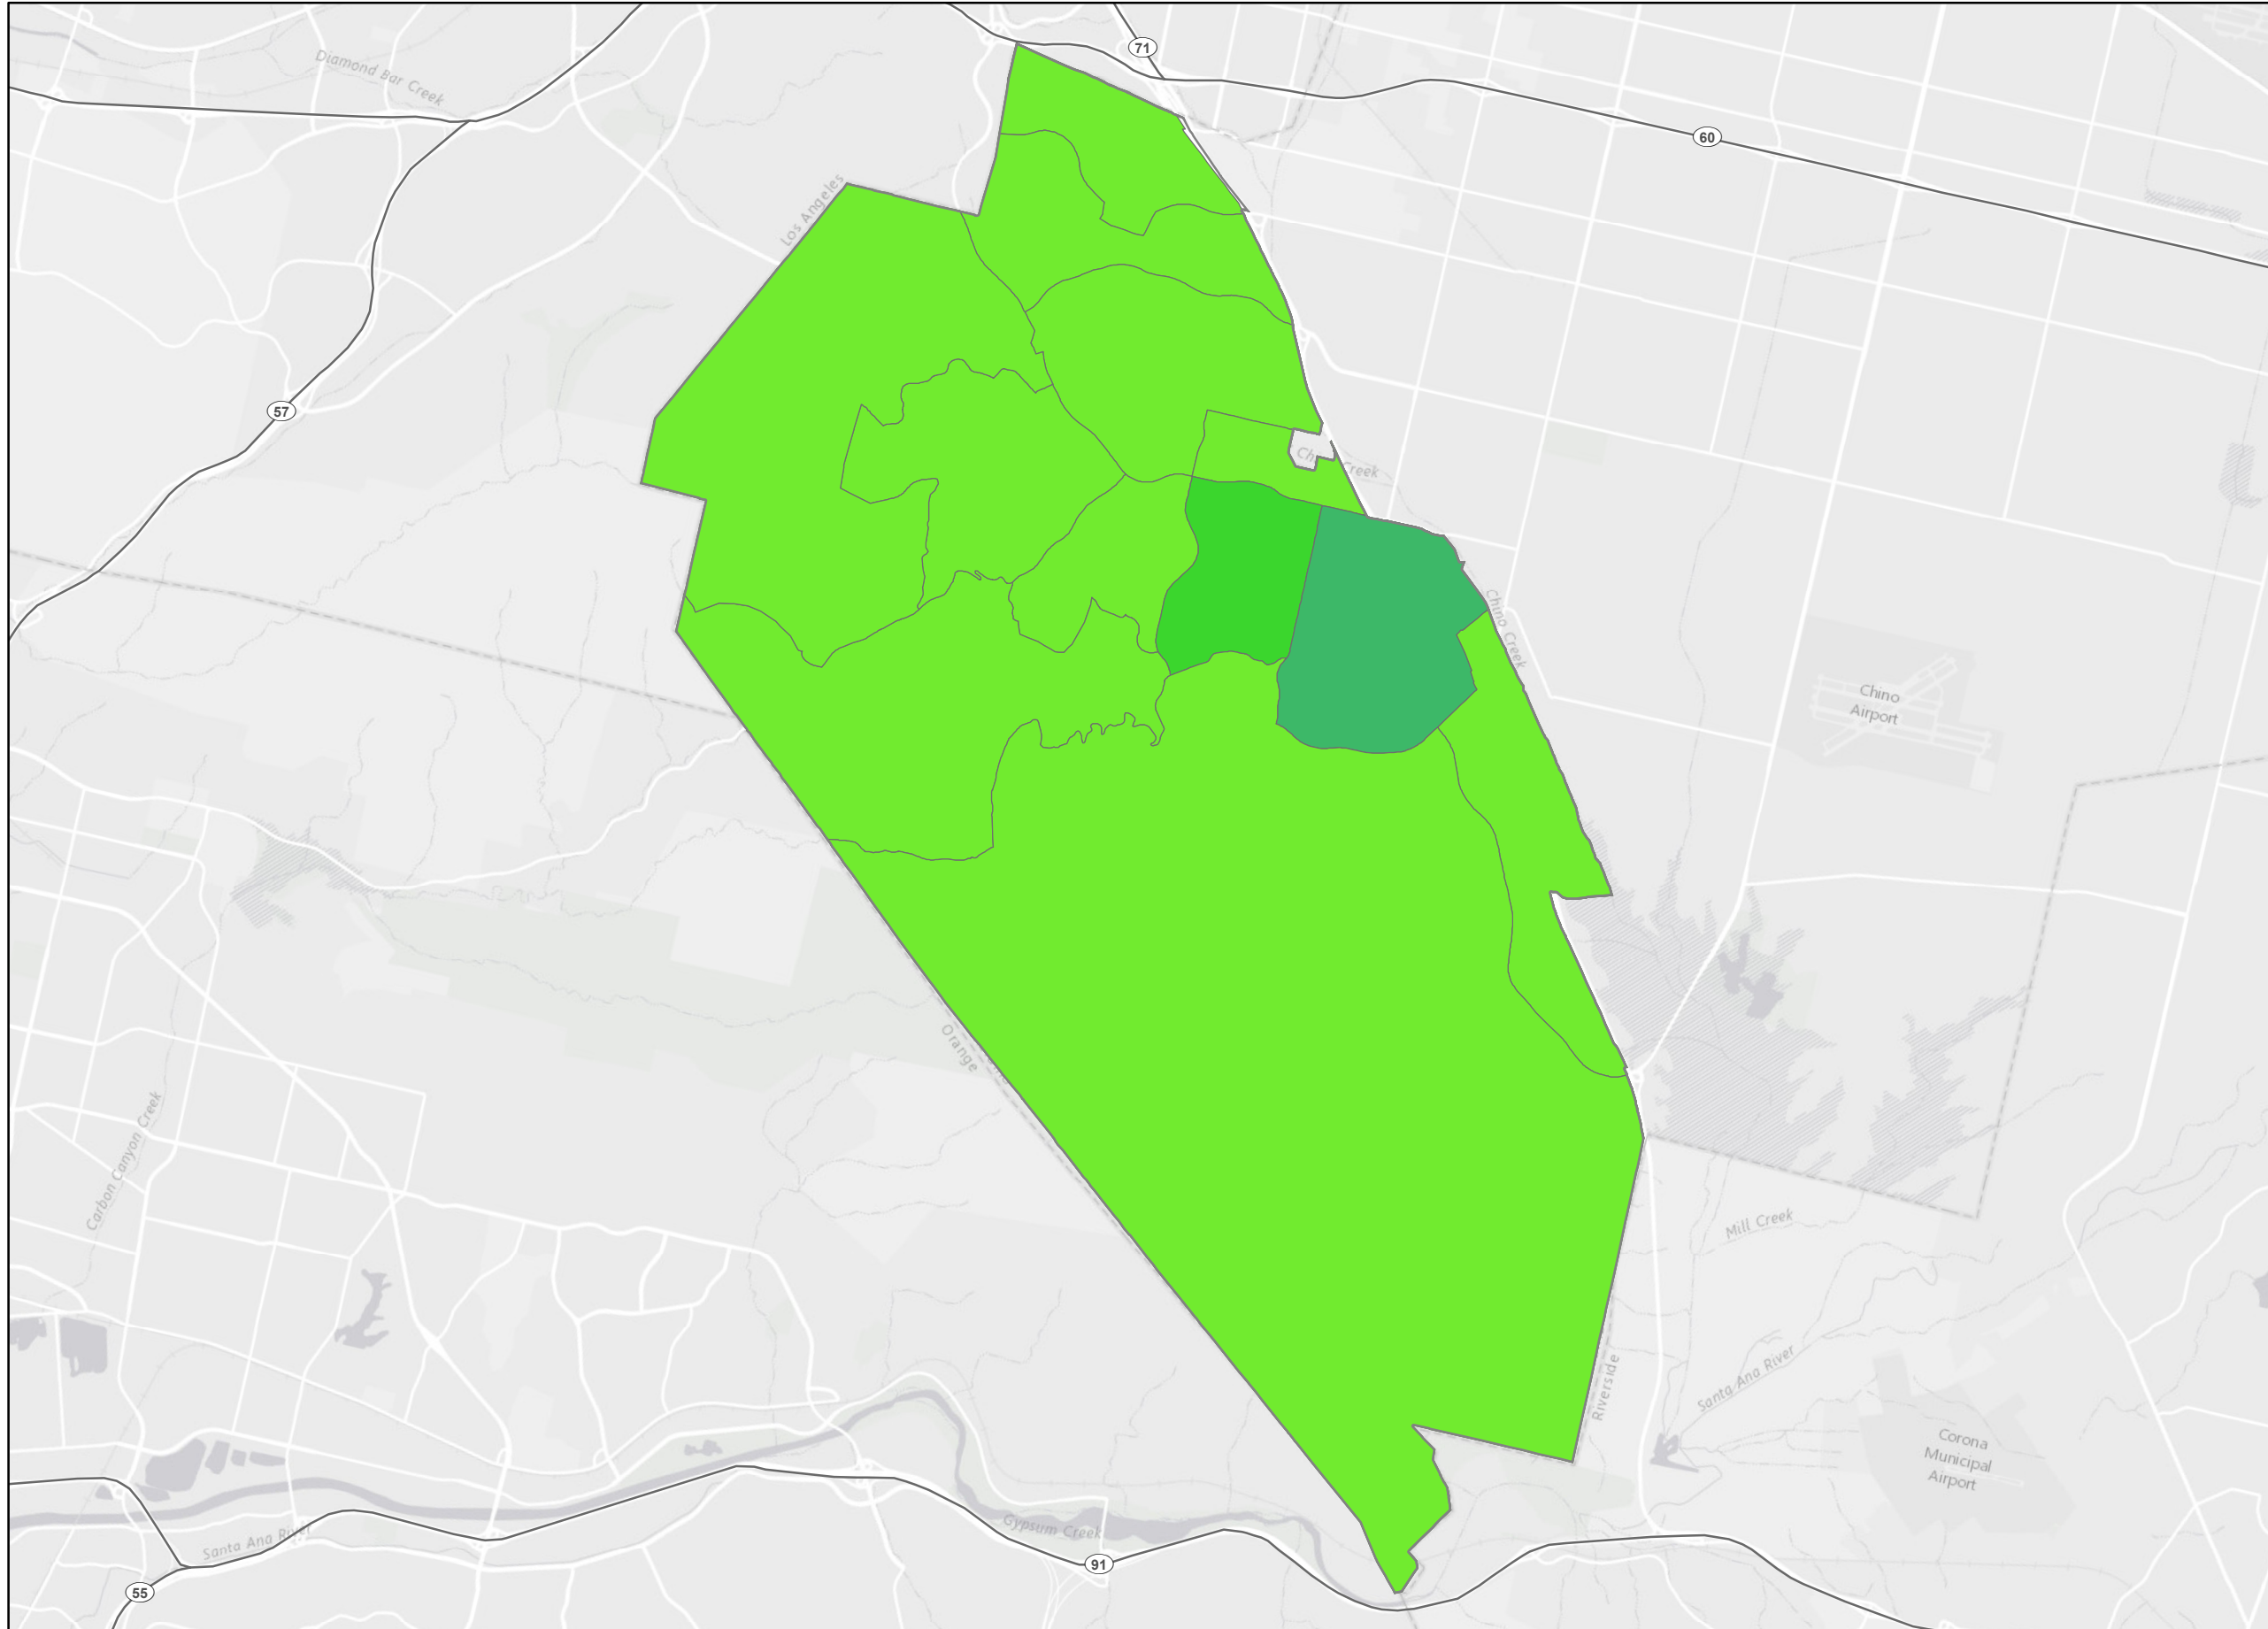 71
Diamond Bar Creek
60
Los Angeles
57
Creek
Chino Creek
Chino
Airport
Orange
Carbon Canyon Creek
Mill Creek
Santa Ana River
Riverside
Corona
Municipal
Airport
Gypsum Creek
Santa Ana River
91
55